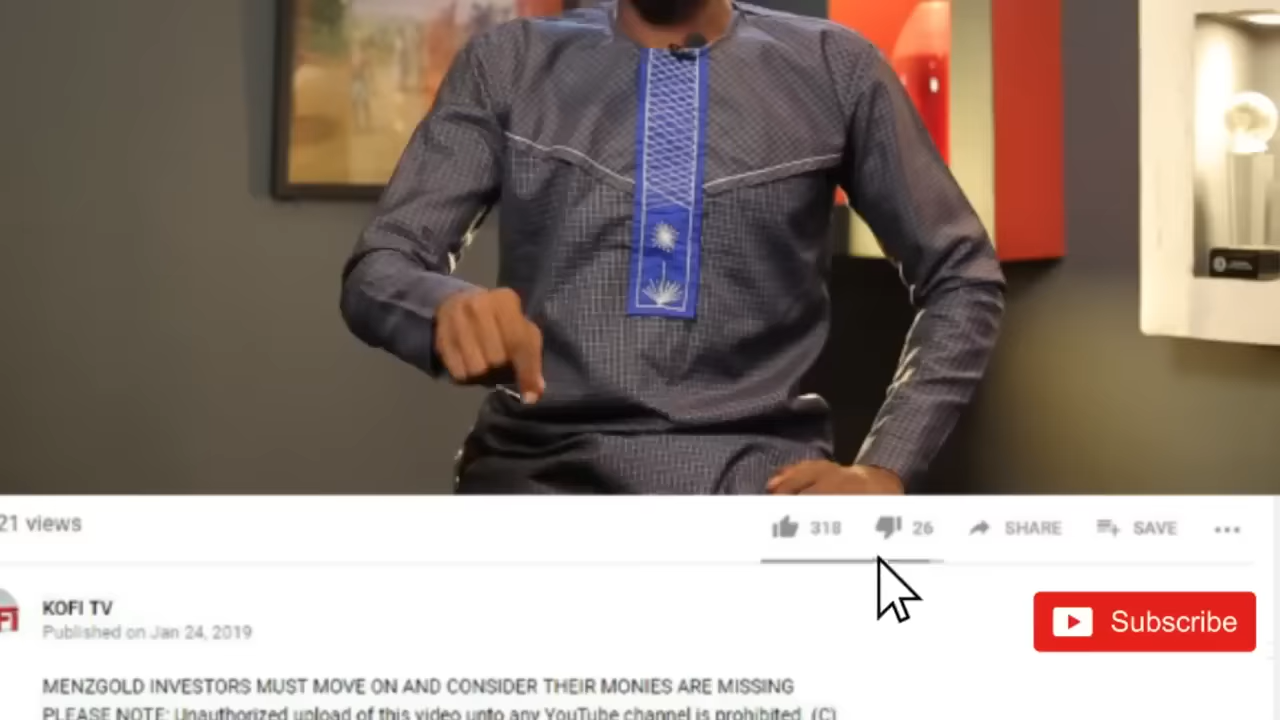 21 views
318 26 SHARE SAVE
KOFI TV
Published on Jan 24, 2019
Subscribe
MENZGOLD INVESTORS MUST MOVE ON AND CONSIDER THEIR MONIES ARE MISSING
PLEASE NOTE: Unauthorized upload of this video unto any YouTube channel is prohibited. (C)